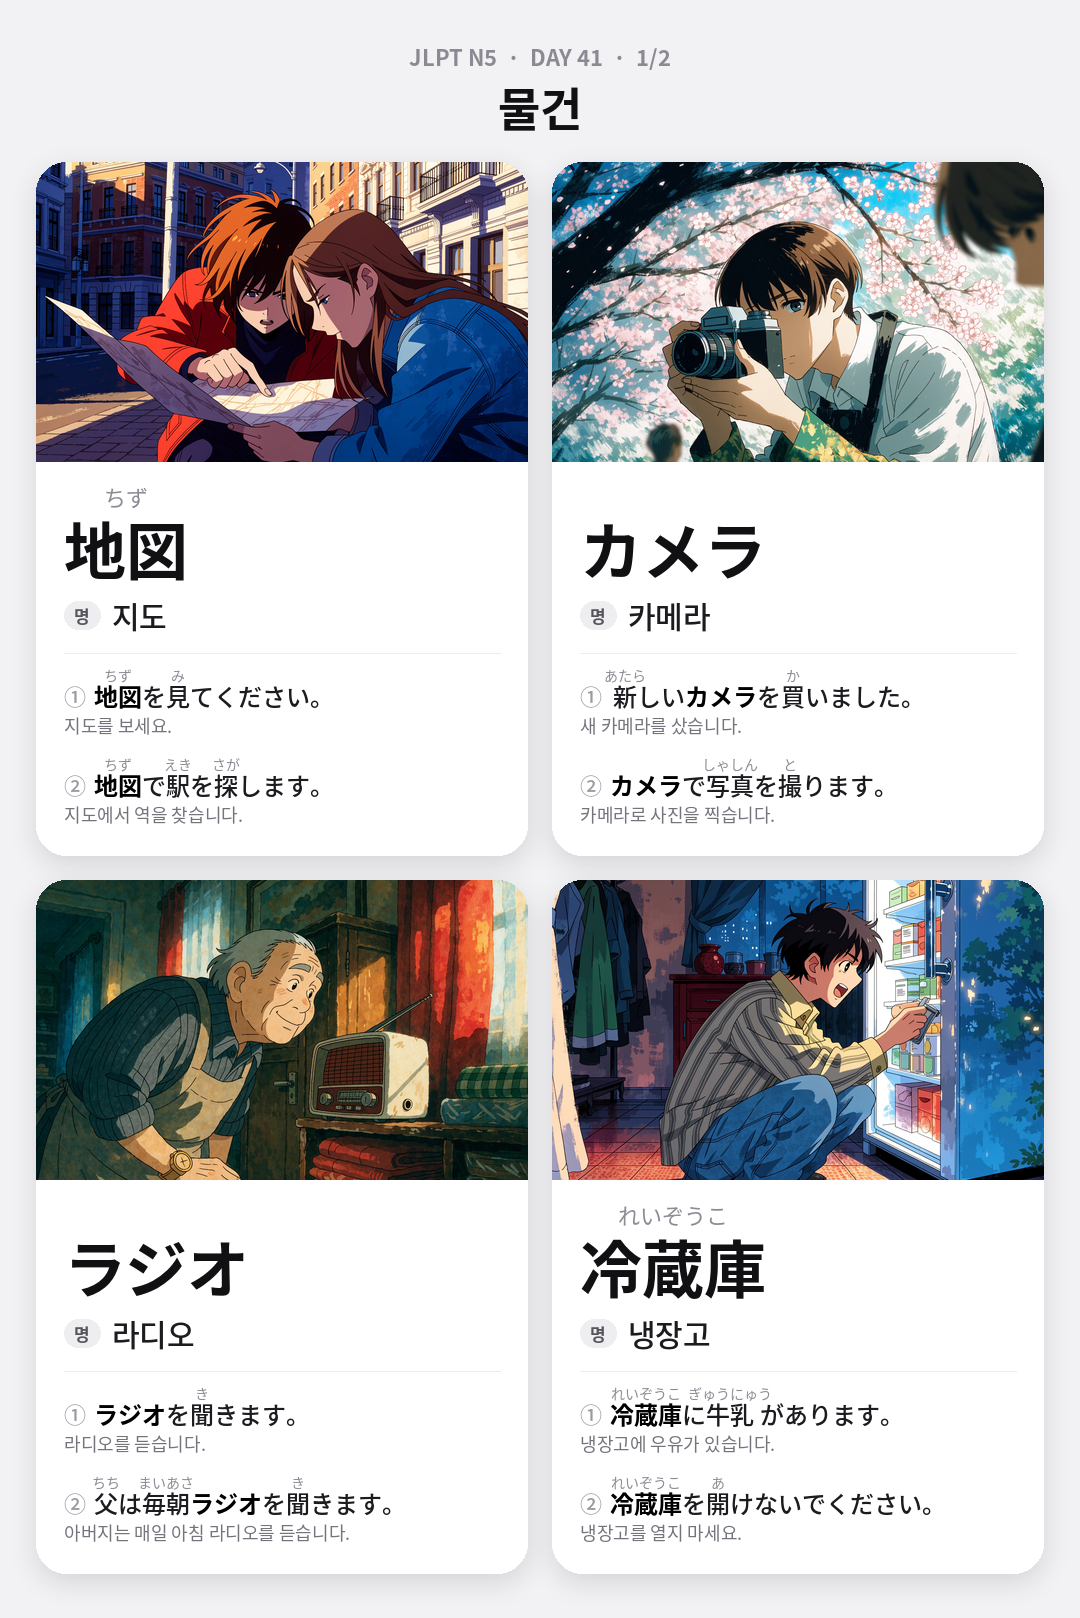 JLPT N5 · DAY 41 · 1/2
물건
ちず
地図
명 지도
ちず み
① 地図を見てください。
지도를 보세요.
ちず えき さが
② 地図で駅を探します。
지도에서 역을 찾습니다.
カメラ
명 카메라
あたら か
① 新しいカメラを買いました。
새 카메라를 샀습니다.
しゃしん と
② カメラで写真を撮ります。
카메라로 사진을 찍습니다.
ラジオ
명 라디오
き
① ラジオを聞きます。
라디오를 듣습니다.
ちち まいあさ き
② 父は毎朝ラジオを聞きます。
아버지는 매일 아침 라디오를 듣습니다.
れいぞうこ
冷蔵庫
명 냉장고
れいぞうこ ぎゅうにゅう
① 冷蔵庫に牛乳があります。
냉장고에 우유가 있습니다.
れいぞうこ あ
② 冷蔵庫を開けないでください。
냉장고를 열지 마세요.